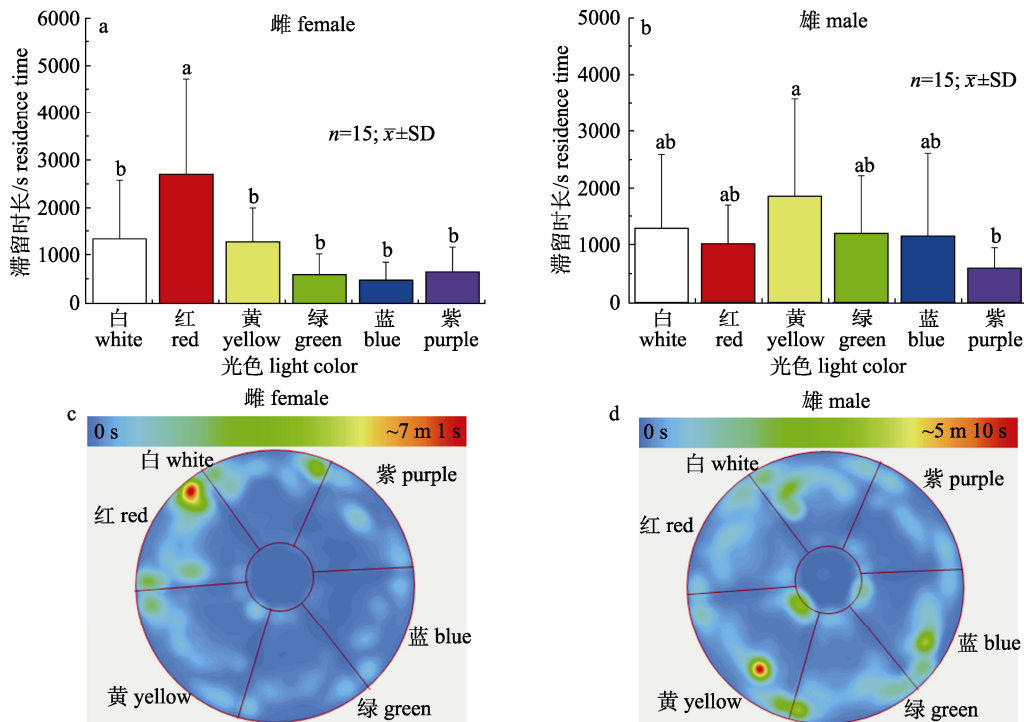 a
雌 female
滞留时长/s residence time
6000
5000
4000
3000
2000
1000
0
b
a
b
b
b
b
n=15; x̄±SD
白 红 黄 绿 蓝 紫
white red yellow green blue purple
光色 light color
b
雄 male
滞留时长/s residence time
5000
4000
3000
2000
1000
0
ab
ab
a
ab
ab
b
n=15; x̄±SD
白 红 黄 绿 蓝 紫
white red yellow green blue purple
光色 light color
c
雌 female
0 s ~7 m 1 s
白 white
紫 purple
红 red
蓝 blue
黄 yellow
绿 green
d
雄 male
0 s ~5 m 10 s
白 white
紫 purple
红 red
蓝 blue
黄 yellow
绿 green